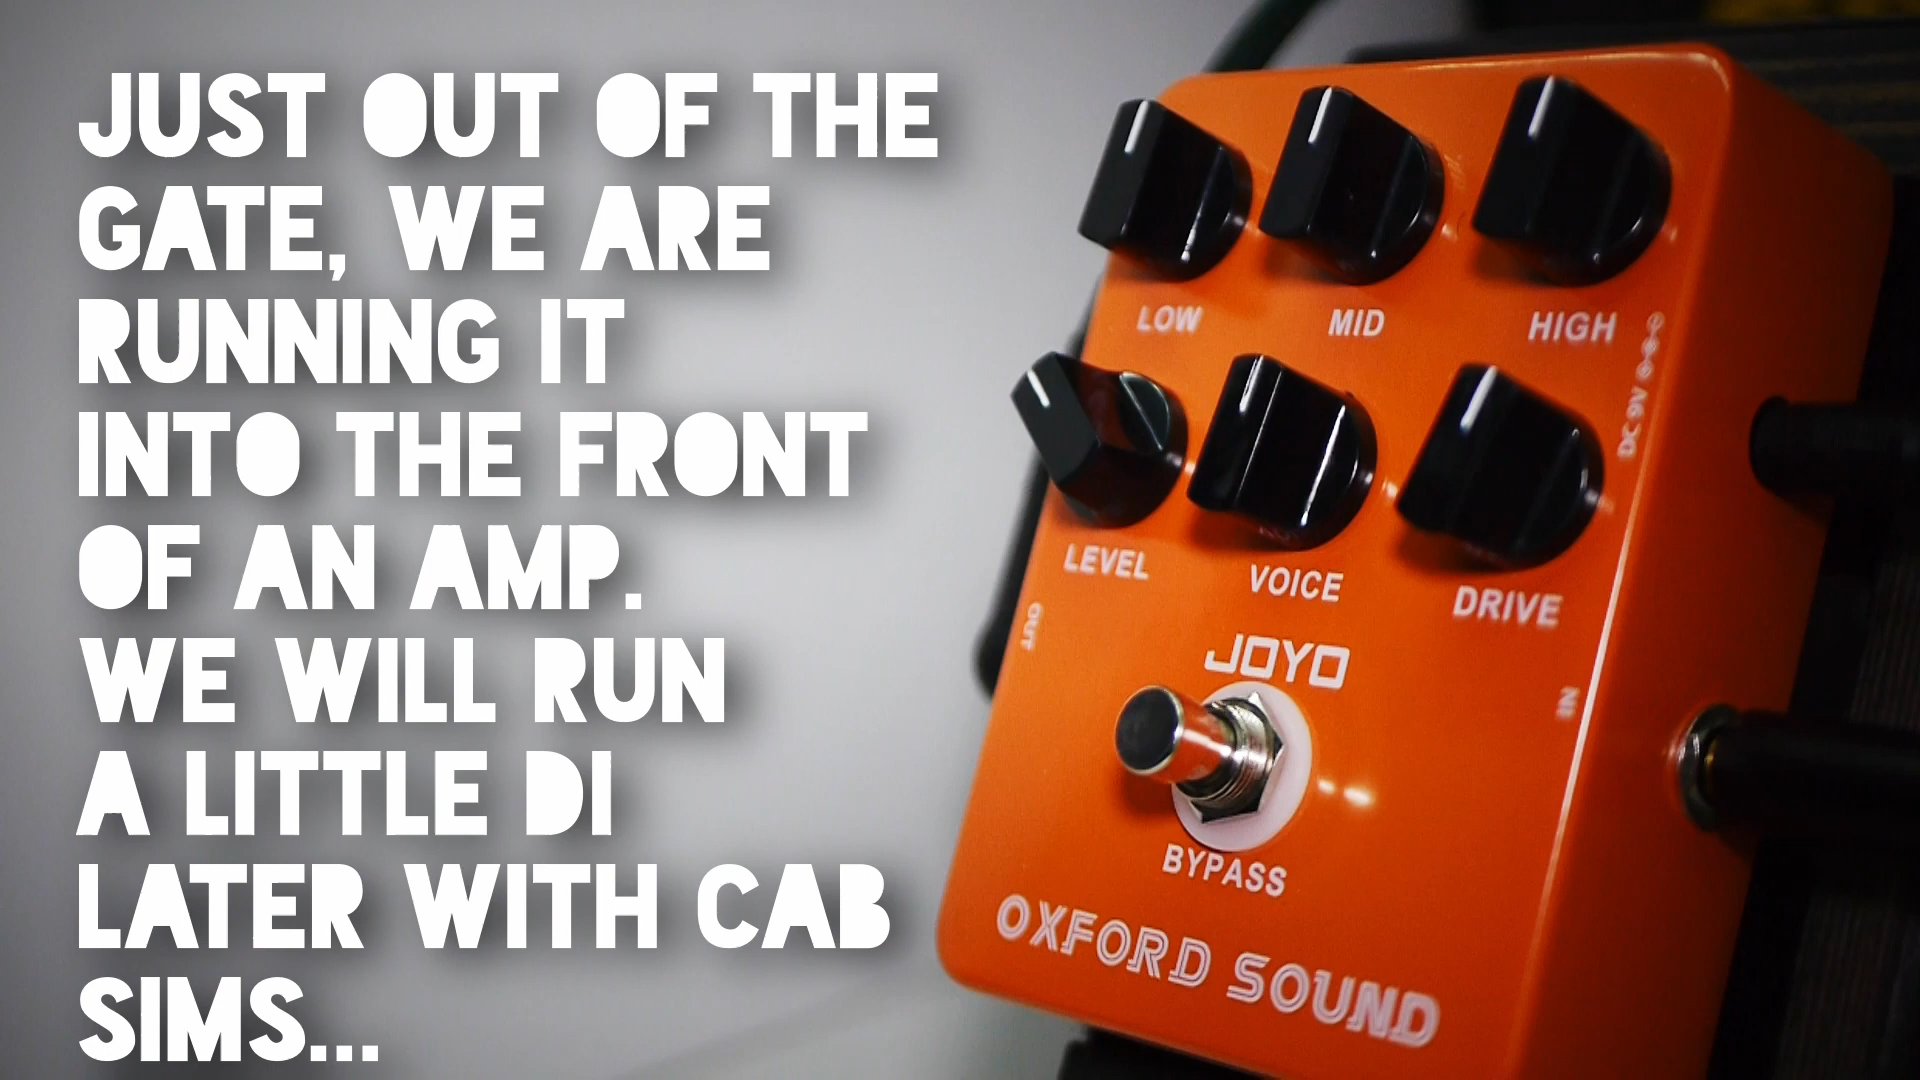 JUST OUT OF THE
GATE, WE ARE
RUNNING IT
INTO THE FRONT
OF AN AMP.
WE WILL RUN
A LITTLE DI
LATER WITH CAB
SIMS...
LOW MID HIGH
DC 9V
LEVEL VOICE DRIVE
OUT
IN
JOYO
BYPASS
OXFORD SOUND